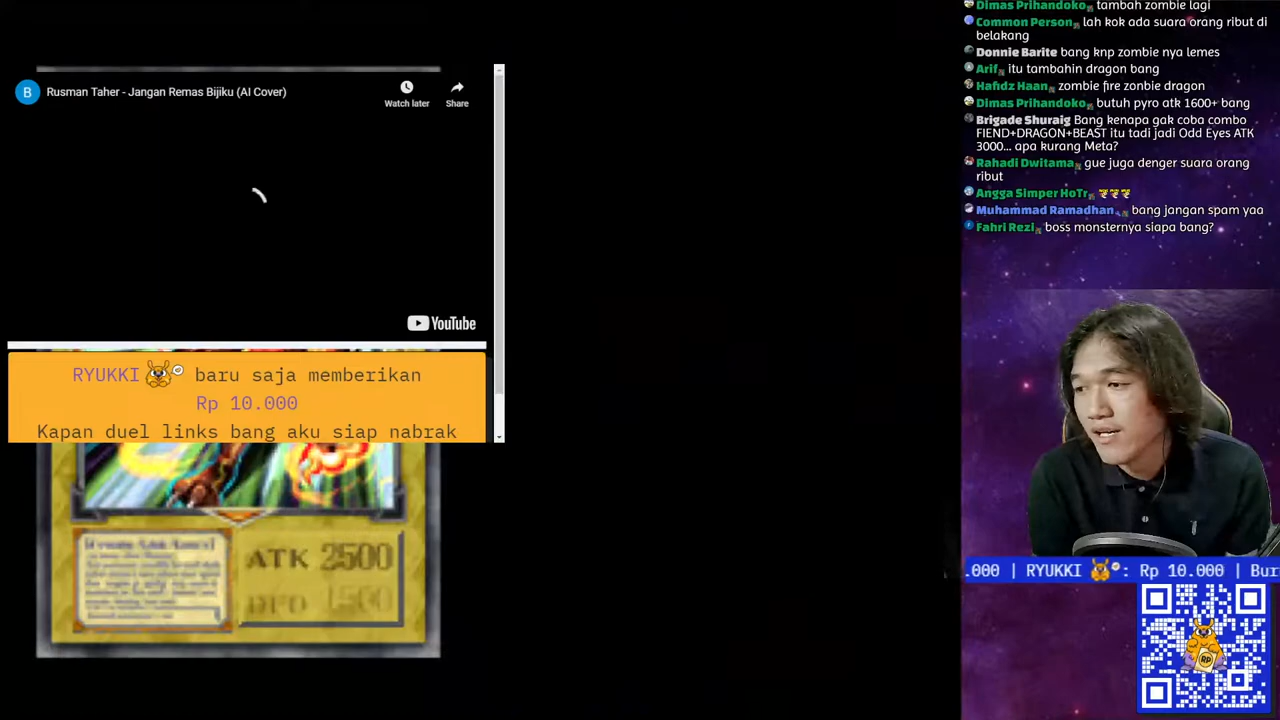 Rusman Taher - Jangan Remas Bijiku (AI Cover)
B
Watch later
Share
YouTube
RYUKKI baru saja memberikan
Rp 10.000
Kapan duel links bang aku siap nabrak
ATK 2500
Dimas Prihandoko tambah zombie lagi
Common Person lah kok ada suara orang ribut di
belakang
Donnie Barite bang knp zombie nya lemes
Arif itu tambahin dragon bang
Hafidz Haan zombie fire zonbie dragon
Dimas Prihandoko butuh pyro atk 1600+ bang
Brigade Shuraig Bang kenapa gak coba combo
FIEND+DRAGON+BEAST itu tadi jadi Odd Eyes ATK
3000... apa kurang Meta?
Rahadi Dwitama gue juga denger suara orang
ribut
Angga Simper HoTr
Muhammad Ramadhan bang jangan spam yaa
Fahri Rezi boss monsternya siapa bang?
.000 | RYUKKI : Rp 10.000 | Bur
RP